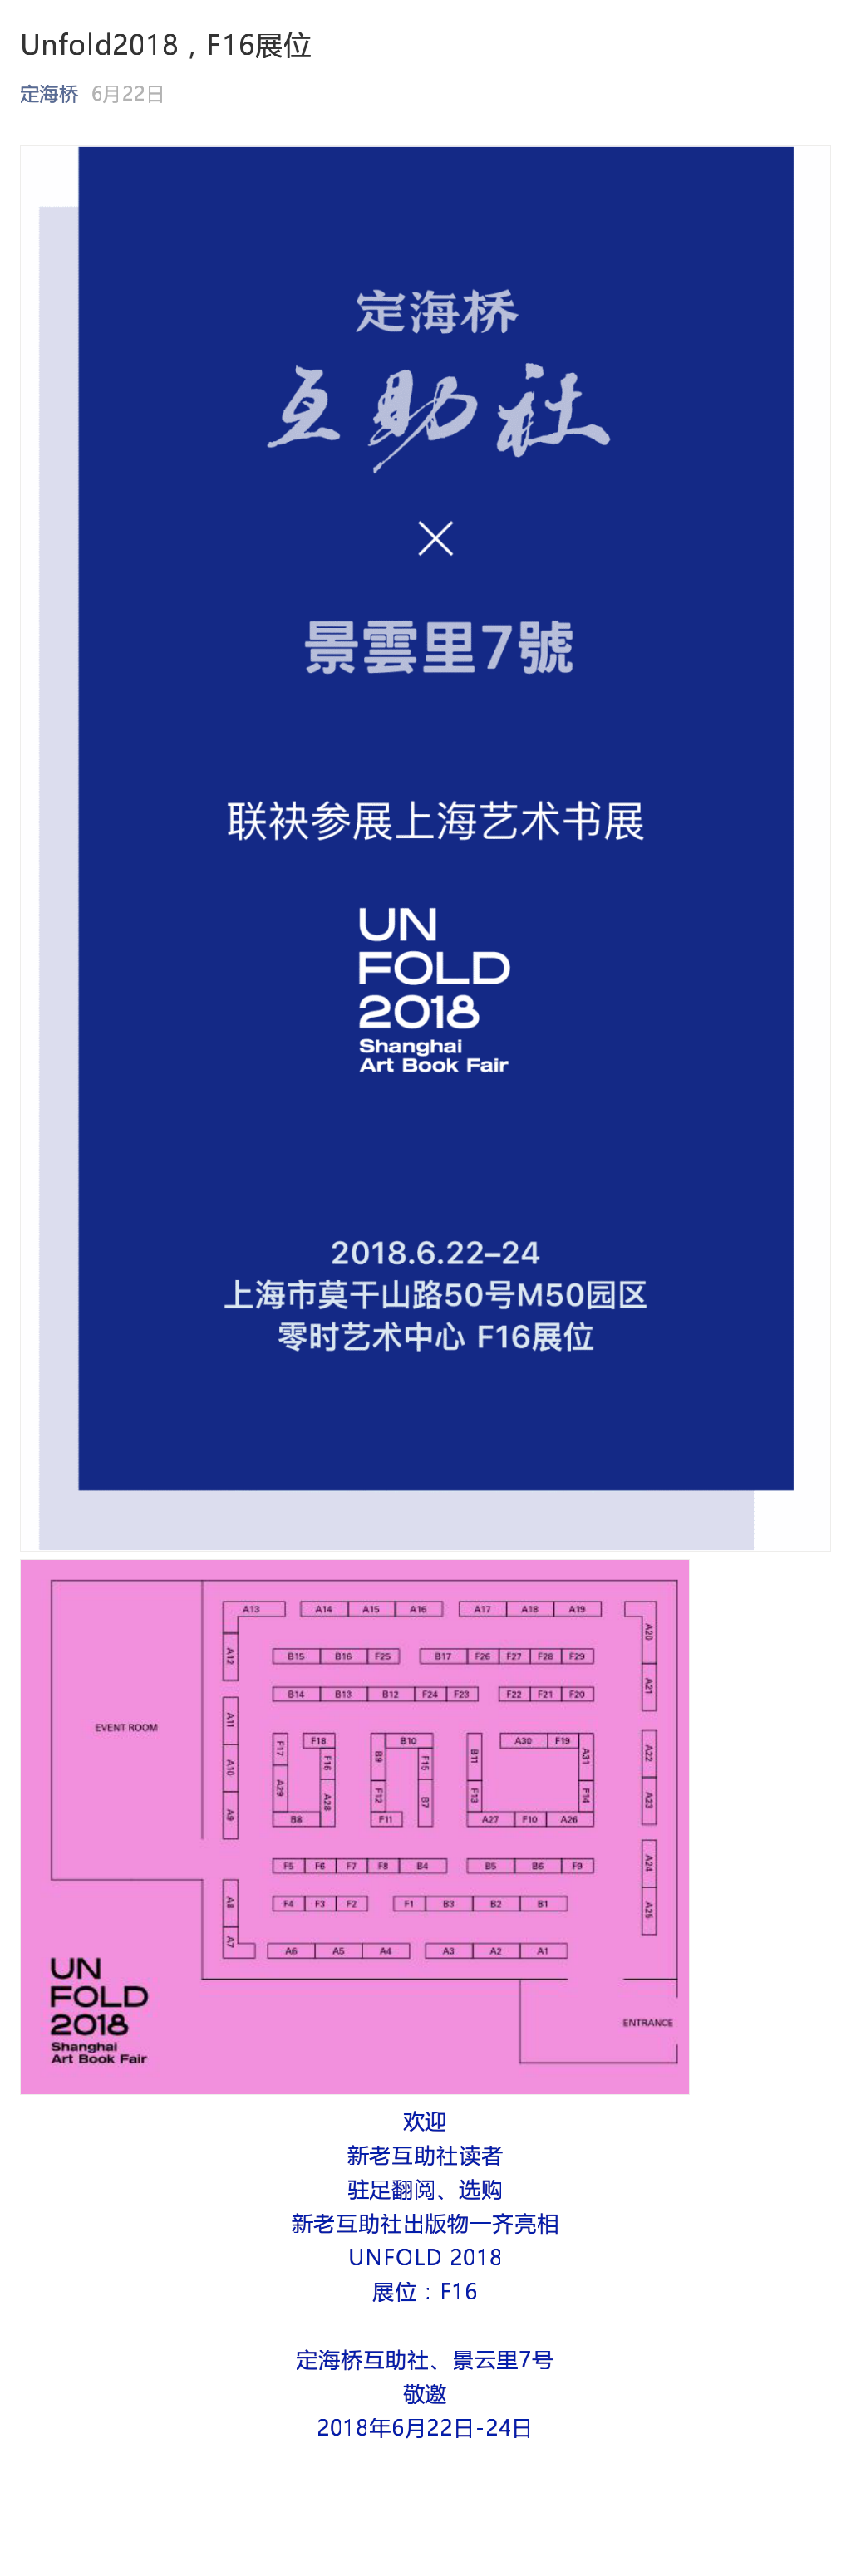 Unfold2018，F16展位
定海桥 6月22日
定海桥
互助社
×
景雲里7號
联袂参展上海艺术书展
UN
FOLD
2018
Shanghai
Art Book Fair
2018.6.22–24
上海市莫干山路50号M50园区
零时艺术中心 F16展位
A13 A14 A15 A16 A17 A18 A19 A20
A12 B15 B16 F25 B17 F26 F27 F28 F29
A21
B14 B13 B12 F24 F23 F22 F21 F20
EVENT ROOM
A11 F17 F18 B9 B10 B11 A30 F19 A31 A22
A10 A29 F16 A28 F12 F15 B7 F13 F14 A23
A9 B8 F11 A27 F10 A26
F5 F6 F7 F8 B4 B5 B6 F9 A24
A8 F4 F3 F2 F1 B3 B2 B1 A25
A7 A6 A5 A4 A3 A2 A1
UN
FOLD
2018
Shanghai
Art Book Fair
ENTRANCE
欢迎
新老互助社读者
驻足翻阅、选购
新老互助社出版物一齐亮相
UNFOLD 2018
展位：F16
定海桥互助社、景云里7号
敬邀
2018年6月22日-24日